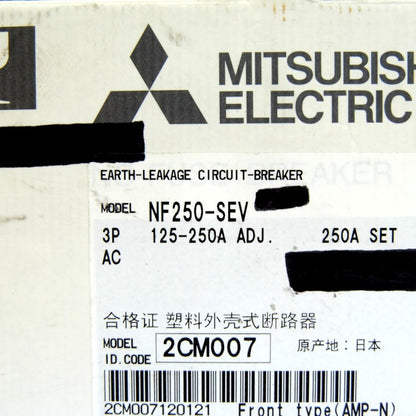 MITSUBISHI
ELECTRIC
EARTH-LEAKAGE CIRCUIT-BREAKER
MODEL NF250-SEV
3P 125-250A ADJ. 250A SET
AC
合格证 塑料外壳式断路器
MODEL
ID.CODE 2CM007 原产地:日本
2CM007120121 Front type(AMP-N)